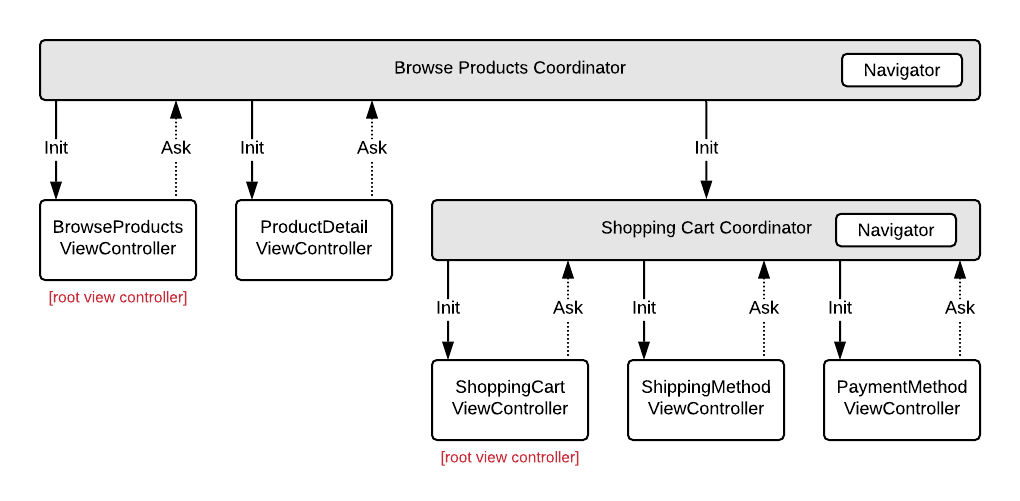 Browse Products Coordinator
Navigator
Init
Ask
Init
Ask
Init
BrowseProducts
ViewController
ProductDetail
ViewController
Shopping Cart Coordinator
Navigator
[root view controller]
Init
Ask
Init
Ask
Init
Ask
ShoppingCart
ViewController
ShippingMethod
ViewController
PaymentMethod
ViewController
[root view controller]